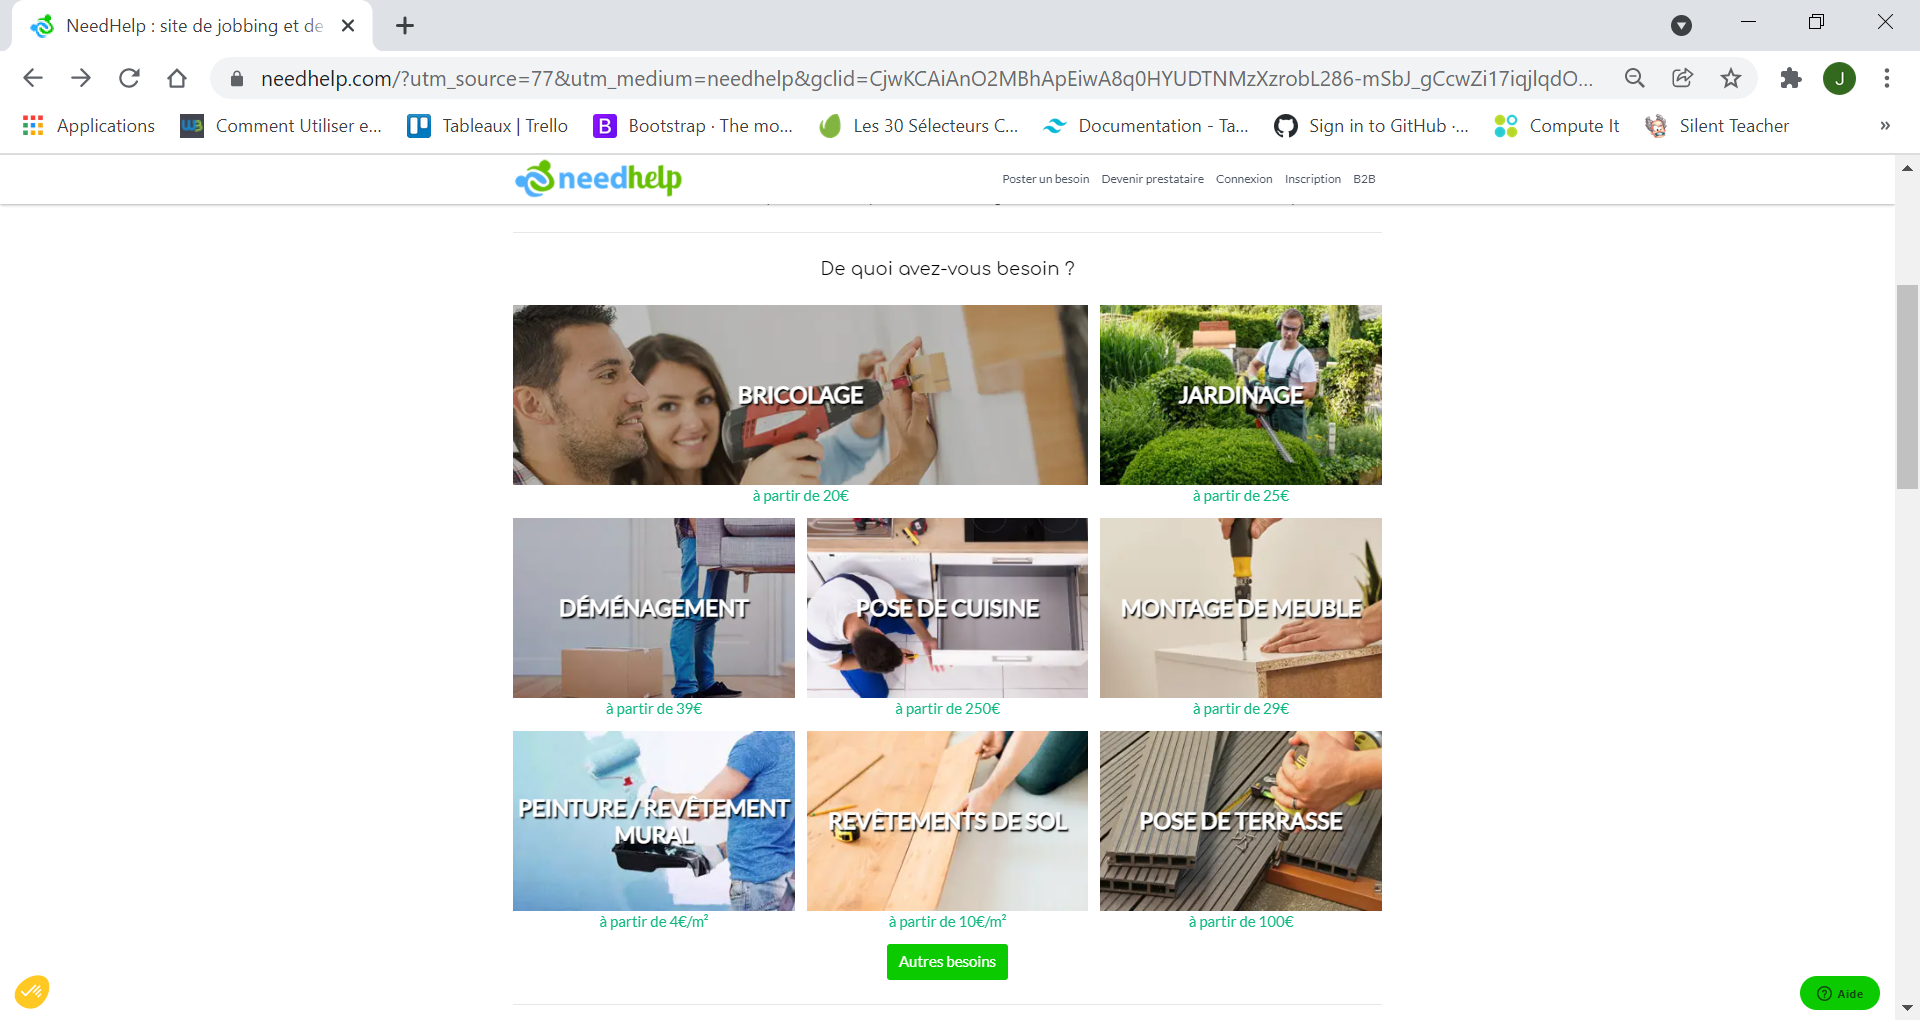 NeedHelp : site de jobbing et de
needhelp.com/?utm_source=77&utm_medium=needhelp&gclid=CjwKCAiAnO2MBhApEiwA8q0HYUDTNMzXzrobL286-mSbJ_gCcwZi17iqjlqdO...
J
Applications
Comment Utiliser e...
Tableaux | Trello
B
Bootstrap · The mo...
Les 30 Sélecteurs C...
Documentation - Ta...
Sign in to GitHub ·...
Compute It
Silent Teacher
»
needhelp
Poster un besoin
Devenir prestataire
Connexion
Inscription
B2B
De quoi avez-vous besoin ?
BRICOLAGE
JARDINAGE
à partir de 20€
à partir de 25€
DÉMÉNAGEMENT
POSE DE CUISINE
MONTAGE DE MEUBLE
à partir de 39€
à partir de 250€
à partir de 29€
PEINTURE / REVÊTEMENT
MURAL
REVÊTEMENTS DE SOL
POSE DE TERRASSE
à partir de 4€/m²
à partir de 10€/m²
à partir de 100€
Autres besoins
Aide